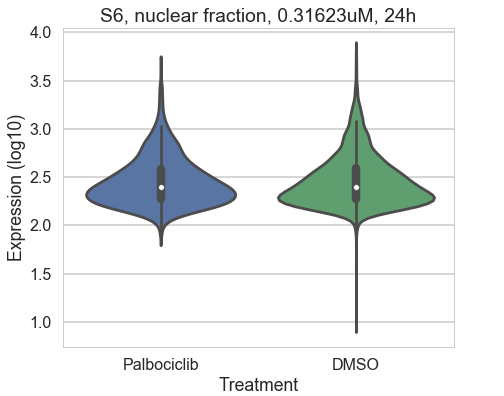 S6, nuclear fraction, 0.31623uM, 24h
4.0
3.5
3.0
2.5
2.0
1.5
1.0
Expression (log10)
Palbociclib
DMSO
Treatment